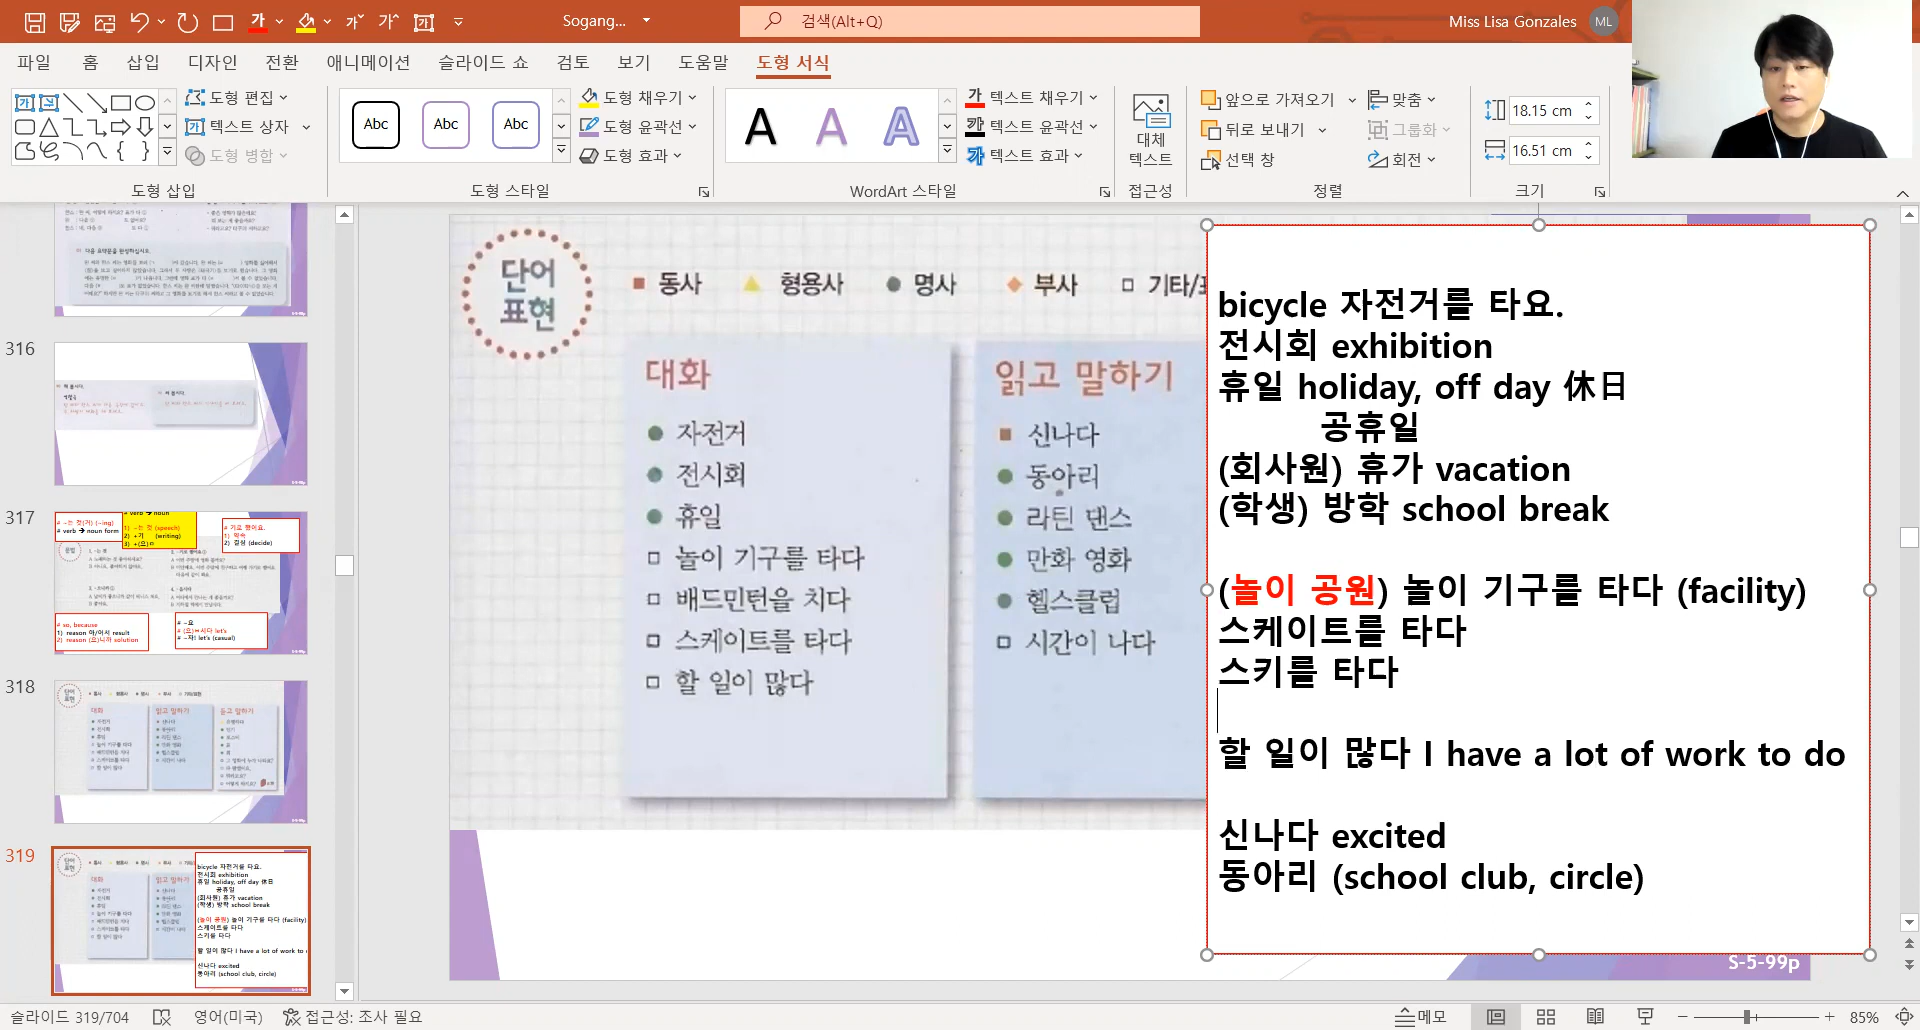 Sogang...
검색(Alt+Q)
Miss Lisa Gonzales
ML
파일 홈 삽입 디자인 전환 애니메이션 슬라이드 쇼 검토 보기 도움말 도형 서식
도형 편집
텍스트 상자
도형 병합
도형 삽입
Abc Abc Abc
도형 채우기
도형 윤곽선
도형 효과
도형 스타일
A A A
텍스트 채우기
텍스트 윤곽선
텍스트 효과
WordArt 스타일
대체
텍스트
접근성
앞으로 가져오기
뒤로 보내기
선택 창
맞춤
그룹화
회전
정렬
18.15 cm
16.51 cm
크기
316
317
318
319
단어
표현
동사 형용사 명사 부사 기타/
대화
자전거
전시회
휴일
놀이 기구를 타다
배드민턴을 치다
스케이트를 타다
할 일이 많다
읽고 말하기
신나다
동아리
라틴 댄스
만화 영화
헬스클럽
시간이 나다
bicycle 자전거를 타요.
전시회 exhibition
휴일 holiday, off day 休日
공휴일
(회사원) 휴가 vacation
(학생) 방학 school break
(놀이 공원) 놀이 기구를 타다 (facility)
스케이트를 타다
스키를 타다
할 일이 많다 I have a lot of work to do
신나다 excited
동아리 (school club, circle)
S-5-99p
슬라이드 319/704 영어(미국) 접근성: 조사 필요
메모
85%